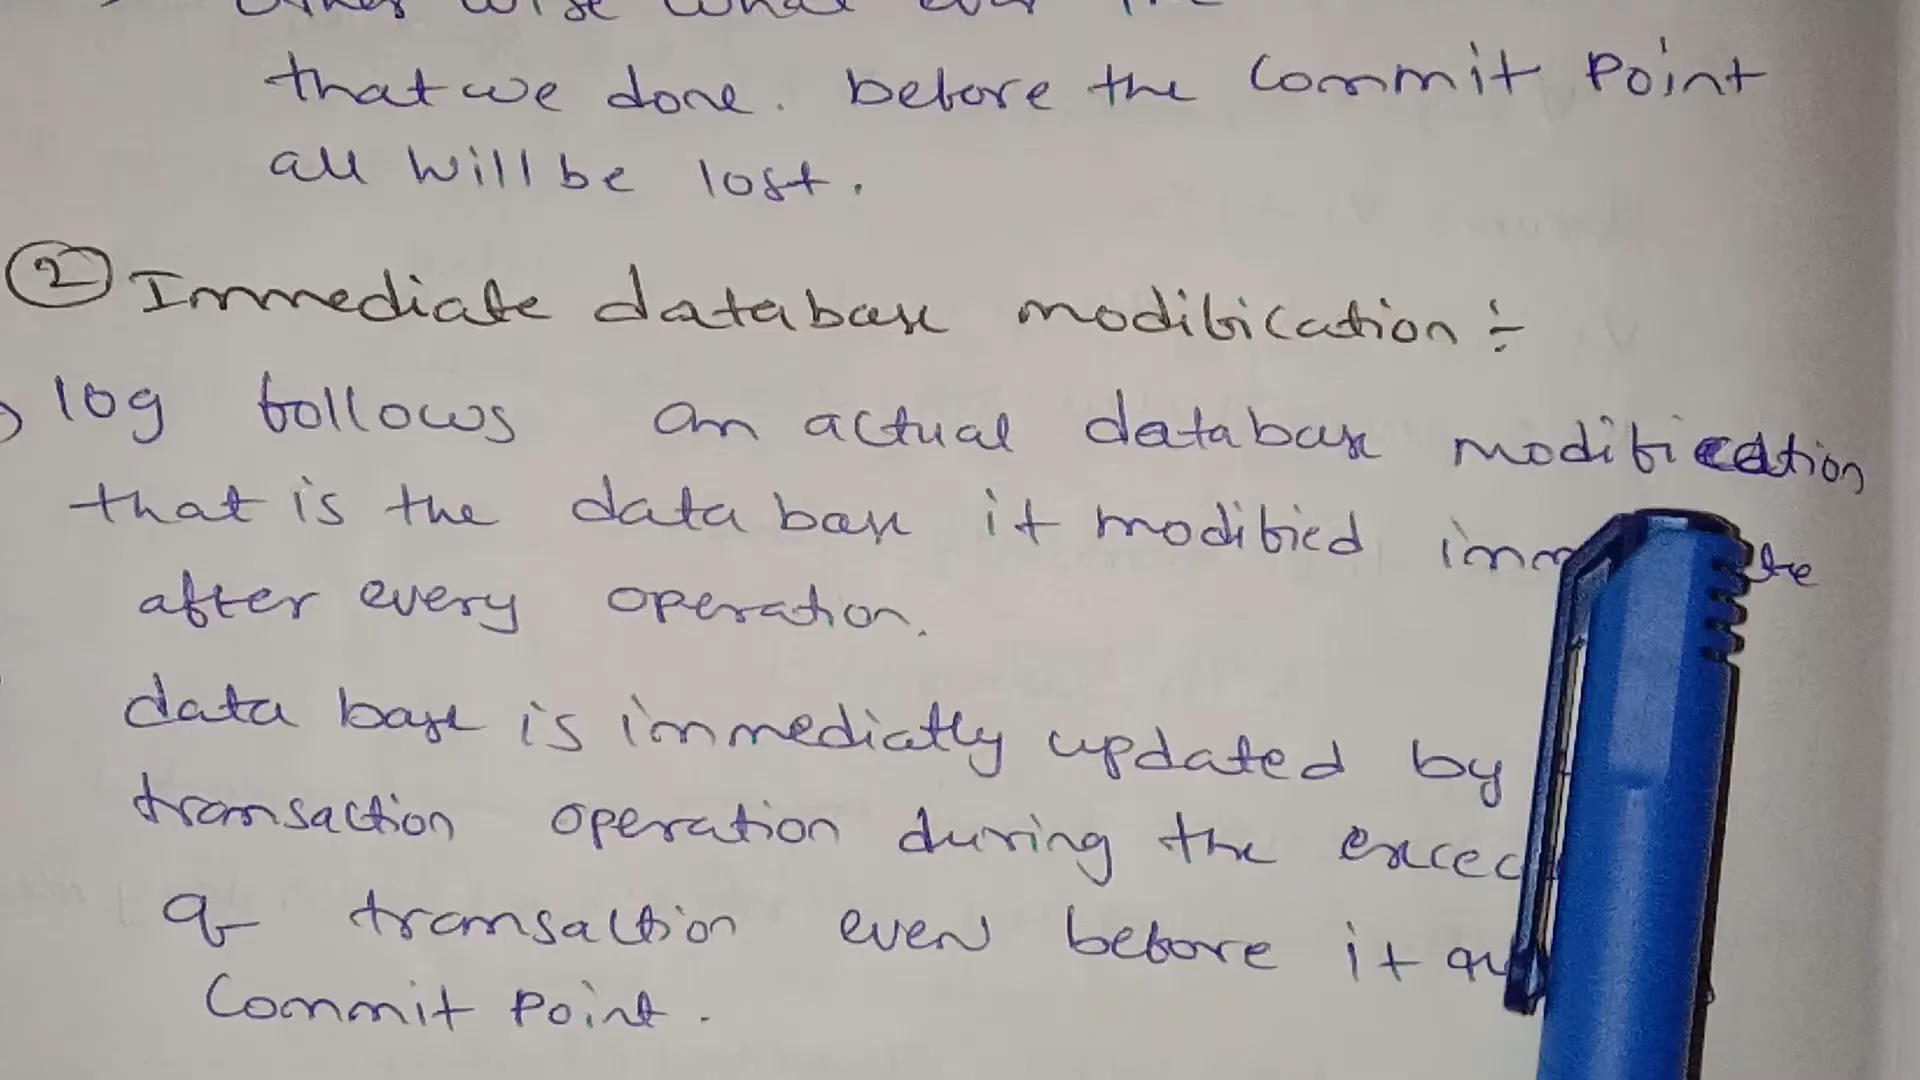 that we done. before the Commit Point
all will be lost.
② Immediate database modification ÷
log follows an actual database modification
that is the data base it modified
after every operation.
data base is immediatly updated by
transaction operation during the
of transaction even before it
Commit Point.